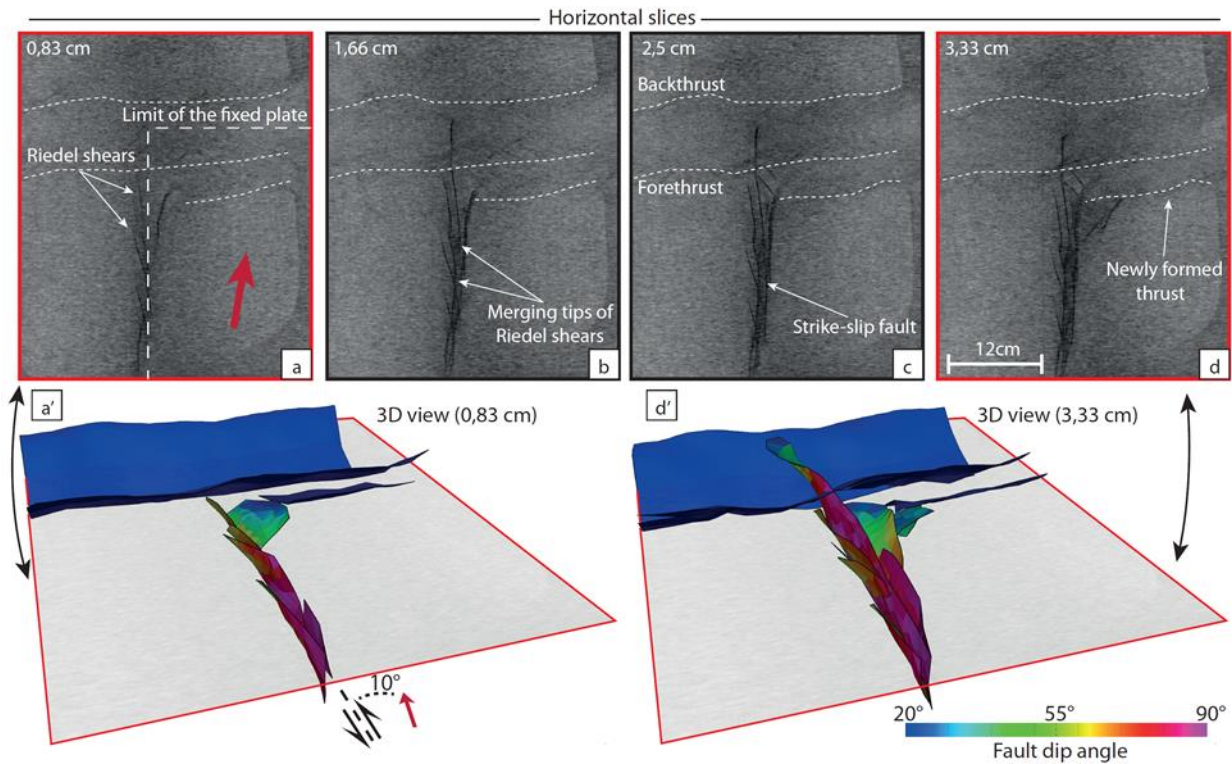 Horizontal slices
0,83 cm
1,66 cm
2,5 cm
3,33 cm
Limit of the fixed plate
Riedel shears
a
Merging tips of
Riedel shears
b
Backthrust
Forethrust
Strike-slip fault
c
Newly formed
thrust
12cm
d
a'
3D view (0,83 cm)
10°
d'
3D view (3,33 cm)
20° 55° 90°
Fault dip angle